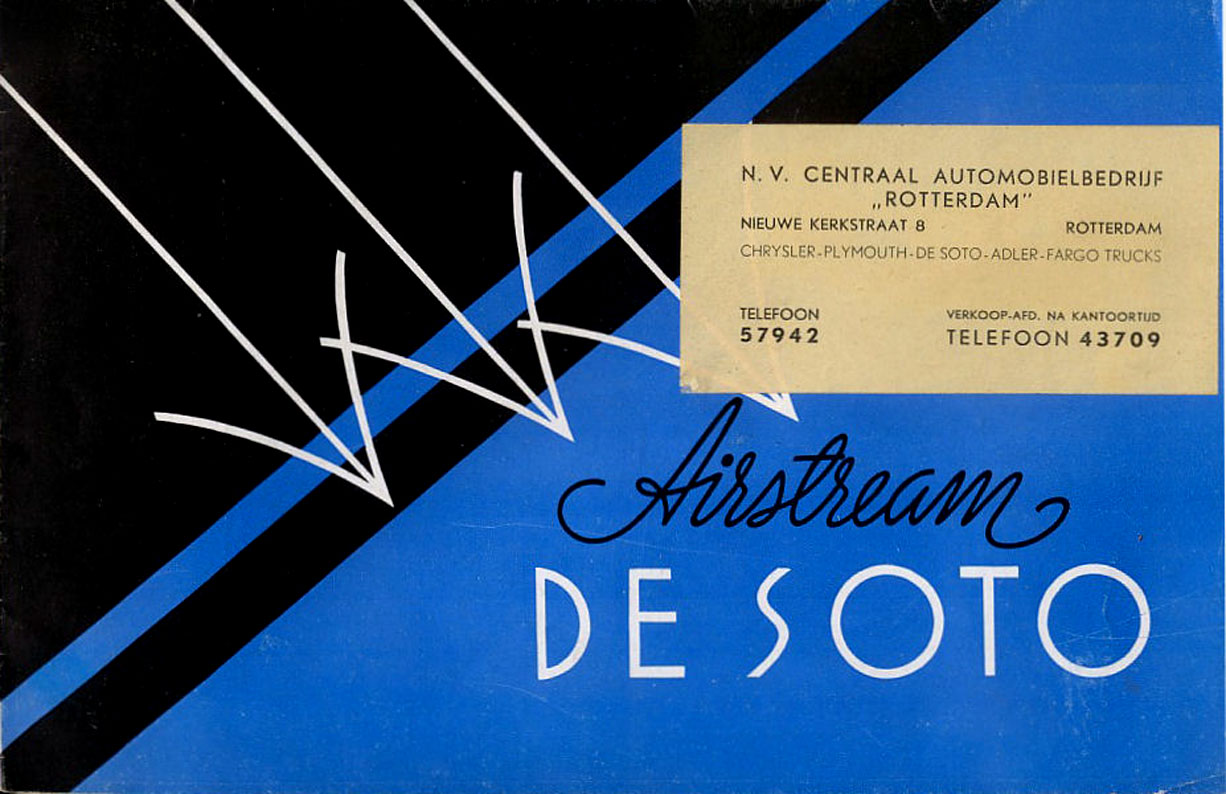 N. V. CENTRAAL AUTOMOBIELBEDRIJF
„ROTTERDAM”
NIEUWE KERKSTRAAT 8 ROTTERDAM
CHRYSLER-PLYMOUTH-DE SOTO-ADLER-FARGO TRUCKS
TELEFOON VERKOOP-AFD. NA KANTOORTIJD
57942 TELEFOON 43709
Airstream
DE SOTO